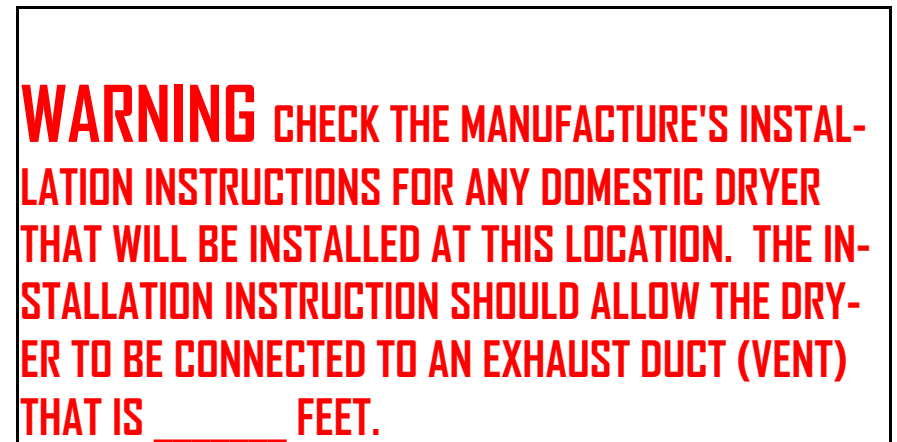 WARNING CHECK THE MANUFACTURE'S INSTAL-
LATION INSTRUCTIONS FOR ANY DOMESTIC DRYER
THAT WILL BE INSTALLED AT THIS LOCATION. THE IN-
STALLATION INSTRUCTION SHOULD ALLOW THE DRY-
ER TO BE CONNECTED TO AN EXHAUST DUCT (VENT)
THAT IS _______ FEET.